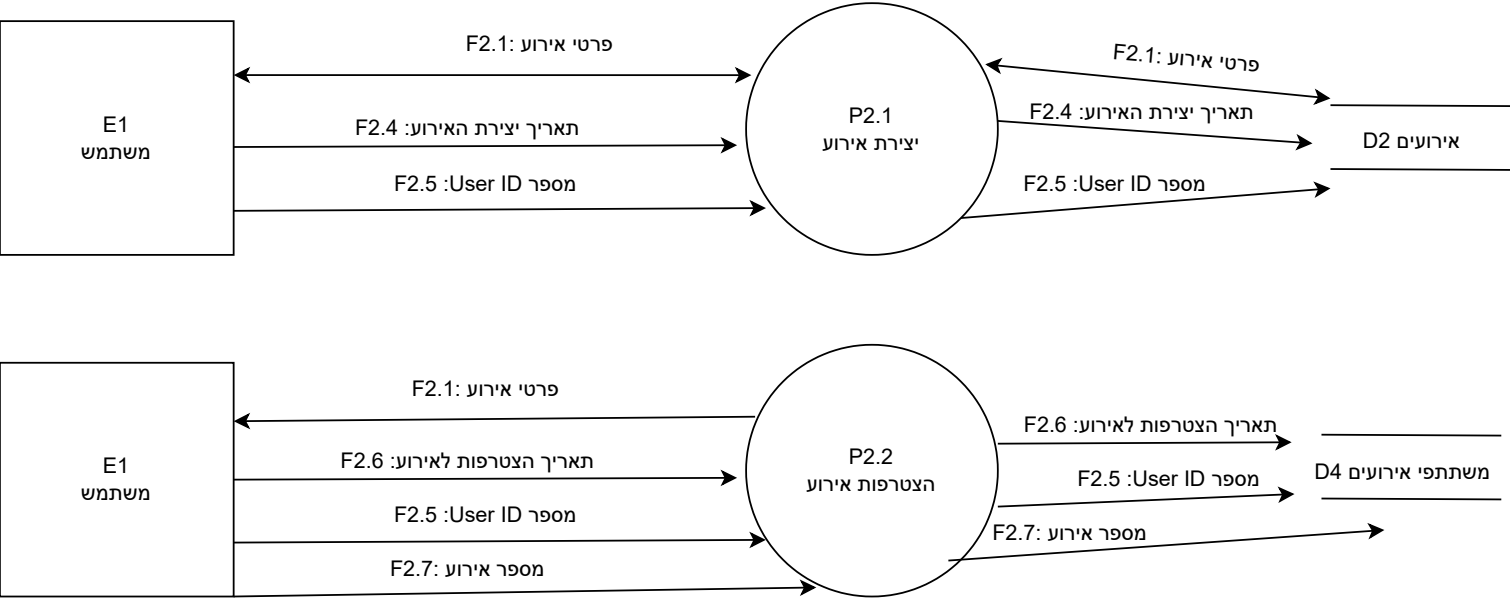 F2.1: פרטי אירוע
F2.1: פרטי אירוע
E1
משתמש
F2.4 :תאריך יצירת האירוע
P2.1
יצירת אירוע
F2.4 :תאריך יצירת האירוע
אירועים D2
F2.5 :User ID מספר
F2.5 :User ID מספר
F2.1 :פרטי אירוע
E1
משתמש
F2.6 :תאריך הצטרפות לאירוע
P2.2
הצטרפות אירוע
F2.6 :תאריך הצטרפות לאירוע
משתתפי אירועים D4
F2.5 :User ID מספר
F2.5 :User ID מספר
F2.7: מספר אירוע
F2.7: מספר אירוע